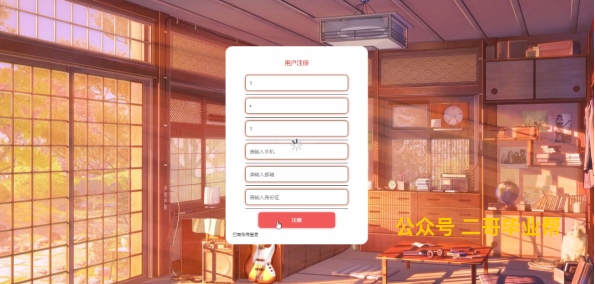 用户注册
1
•
1
请输入手机
请输入邮箱
请输入身份证
注册
已有账号登录
公众号 二哥毕业帮